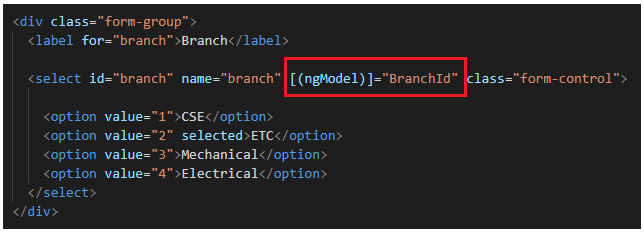 <div class="form-group">
<label for="branch">Branch</label>
<select id="branch" name="branch" [(ngModel)]="BranchId" class="form-control">
<option value="1">CSE</option>
<option value="2" selected>ETC</option>
<option value="3">Mechanical</option>
<option value="4">Electrical</option>
</select>
</div>